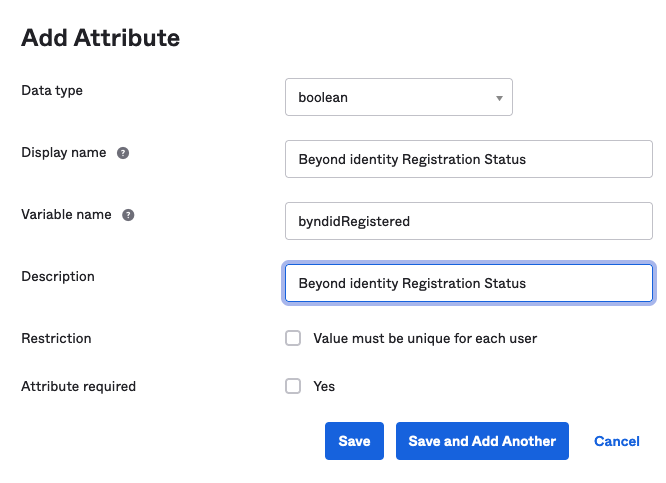 Add Attribute
Data type
boolean
Display name ?
Beyond identity Registration Status
Variable name ?
byndidRegistered
Description
Beyond identity Registration Status
Restriction
Value must be unique for each user
Attribute required
Yes
Save
Save and Add Another
Cancel